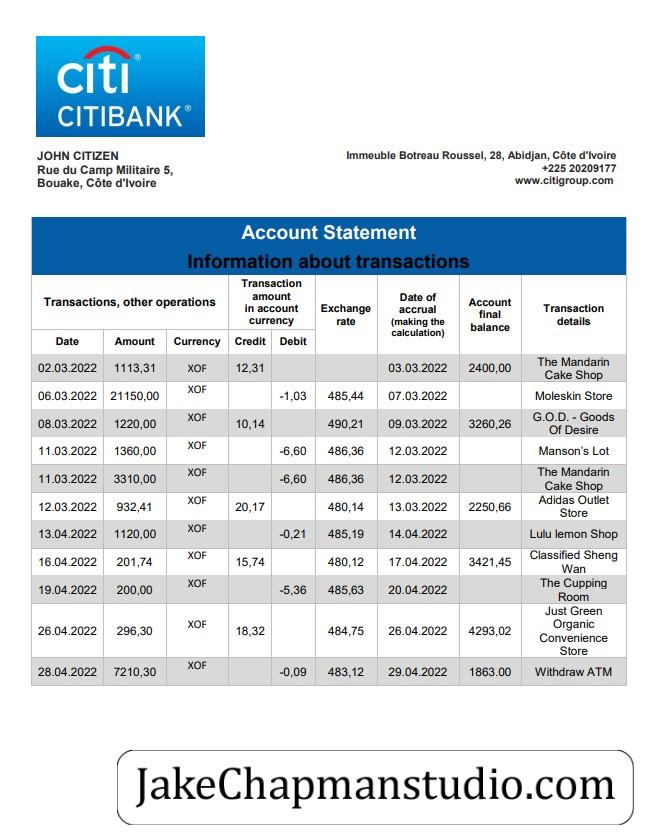 citi®
CITIBANK®
JOHN CITIZEN
Rue du Camp Militaire 5,
Bouake, Côte d'Ivoire
Immeuble Botreau Roussel, 28, Abidjan, Côte d'Ivoire
+225 20209177
www.citigroup.com
Account Statement
Information about transactions
Transactions, other operations
Transaction amount in account currency
Exchange rate
Date of accrual (making the calculation)
Account final balance
Transaction details
Date Amount Currency Credit Debit
02.03.2022 1113,31 XOF 12,31 03.03.2022 2400,00 The Mandarin Cake Shop
06.03.2022 21150,00 XOF -1,03 485,44 07.03.2022 Moleskin Store
08.03.2022 1220,00 XOF 10,14 490,21 09.03.2022 3260,26 G.O.D. - Goods Of Desire
11.03.2022 1360,00 XOF -6,60 486,36 12.03.2022 Manson's Lot
11.03.2022 3310,00 XOF -6,60 486,36 12.03.2022 The Mandarin Cake Shop
12.03.2022 932,41 XOF 20,17 480,14 13.03.2022 2250,66 Adidas Outlet Store
13.04.2022 1120,00 XOF -0,21 485,19 14.04.2022 Lulu lemon Shop
16.04.2022 201,74 XOF 15,74 480,12 17.04.2022 3421,45 Classified Sheng Wan
19.04.2022 200,00 XOF -5,36 485,63 20.04.2022 The Cupping Room
26.04.2022 296,30 XOF 18,32 484,75 26.04.2022 4293,02 Just Green Organic Convenience Store
28.04.2022 7210,30 XOF -0,09 483,12 29.04.2022 1863.00 Withdraw ATM
JakeChapmanstudio.com